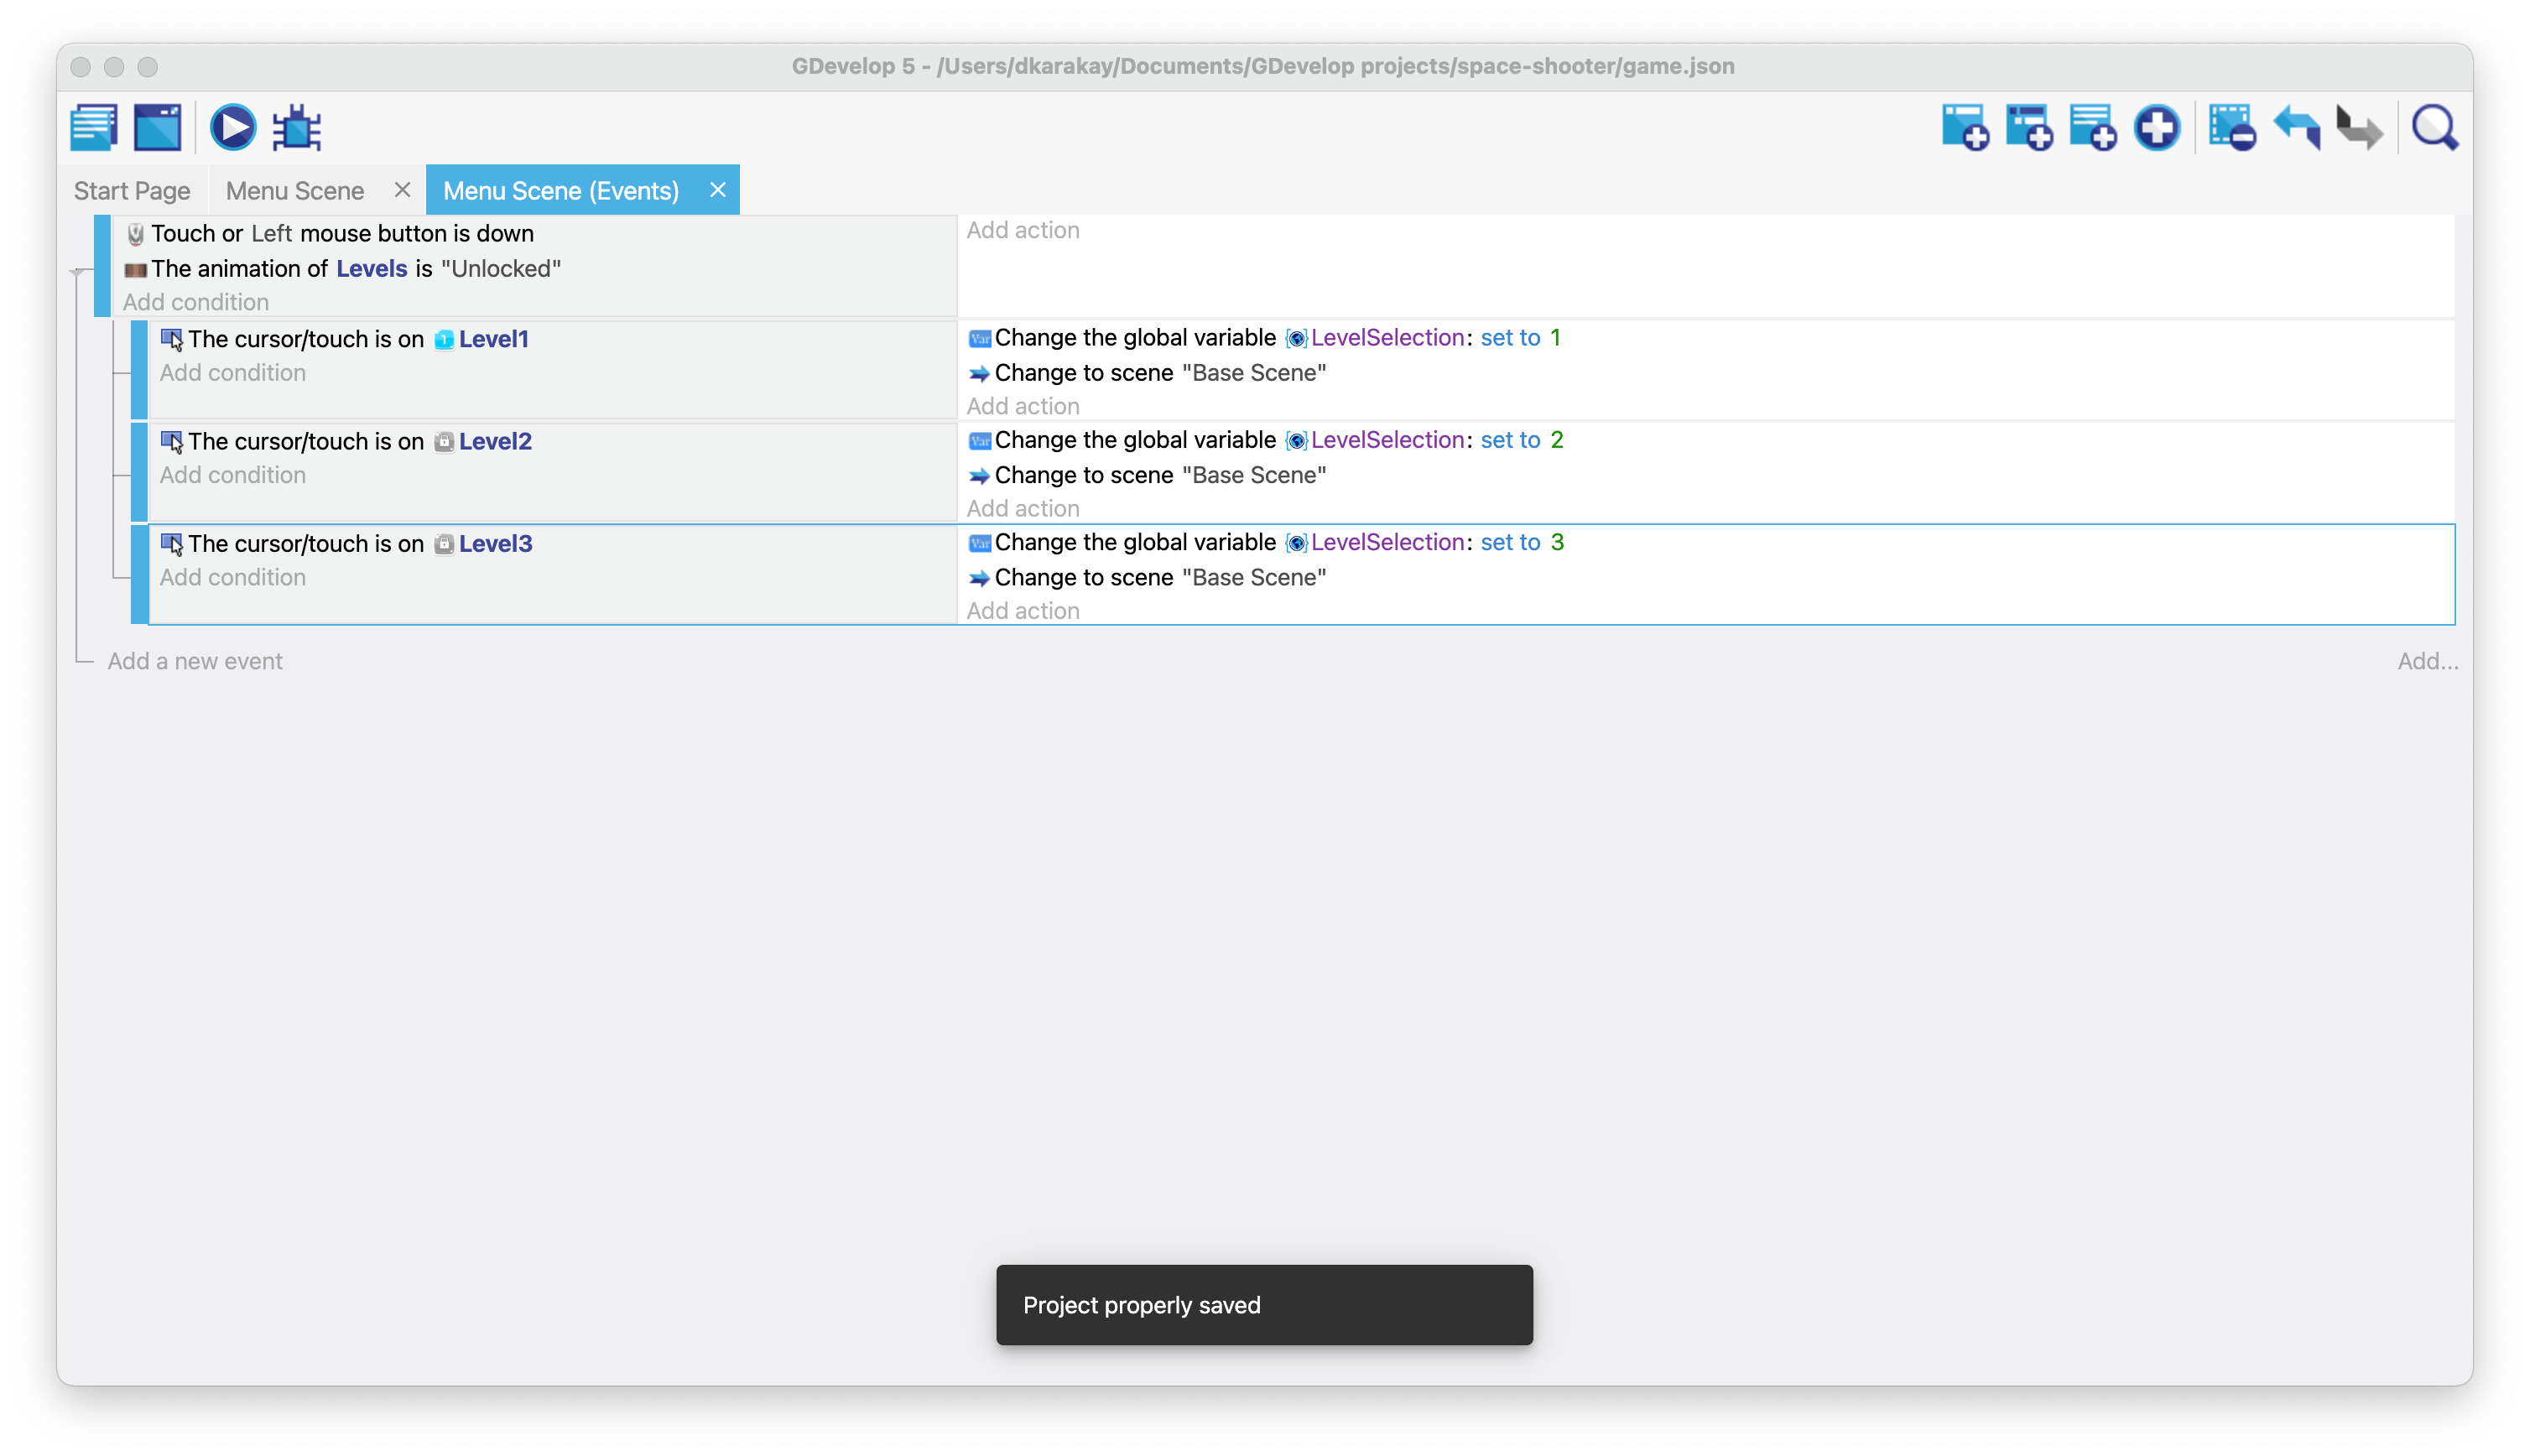 GDevelop 5 - /Users/dkarakay/Documents/GDevelop projects/space-shooter/game.json
Start Page
Menu Scene
Menu Scene (Events)
Touch or Left mouse button is down
The animation of Levels is "Unlocked"
Add condition
Add action
The cursor/touch is on Level1
Add condition
Change the global variable LevelSelection: set to 1
Change to scene "Base Scene"
Add action
The cursor/touch is on Level2
Add condition
Change the global variable LevelSelection: set to 2
Change to scene "Base Scene"
Add action
The cursor/touch is on Level3
Add condition
Change the global variable LevelSelection: set to 3
Change to scene "Base Scene"
Add action
Add a new event
Add...
Project properly saved